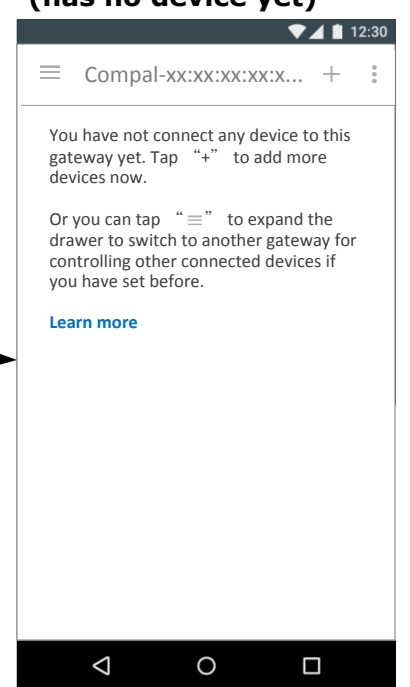 (has no device yet)
12:30
Compal-xx:xx:xx:xx:x... +
You have not connect any device to this
gateway yet. Tap “+” to add more
devices now.
Or you can tap “≡” to expand the
drawer to switch to another gateway for
controlling other connected devices if
you have set before.
Learn more